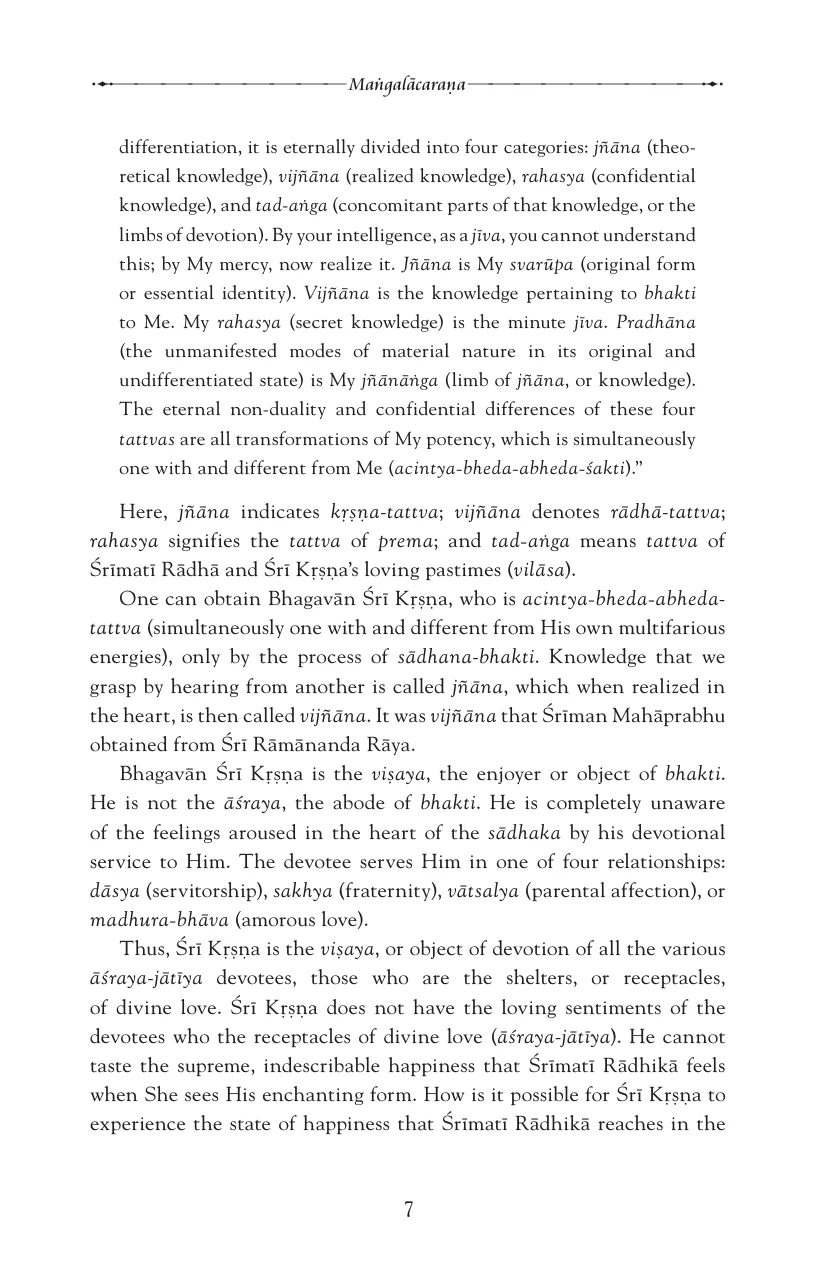 Maṅgalācaraṇa
differentiation, it is eternally divided into four categories: jñāna (theo-
retical knowledge), vijñāna (realized knowledge), rahasya (confidential
knowledge), and tad-aṅga (concomitant parts of that knowledge, or the
limbs of devotion). By your intelligence, as a jīva, you cannot understand
this; by My mercy, now realize it. Jñāna is My svarūpa (original form
or essential identity). Vijñāna is the knowledge pertaining to bhakti
to Me. My rahasya (secret knowledge) is the minute jīva. Pradhāna
(the unmanifested modes of material nature in its original and
undifferentiated state) is My jñānāṅga (limb of jñāna, or knowledge).
The eternal non-duality and confidential differences of these four
tattvas are all transformations of My potency, which is simultaneously
one with and different from Me (acintya-bheda-abheda-śakti).”
Here, jñāna indicates kṛṣṇa-tattva; vijñāna denotes rādhā-tattva;
rahasya signifies the tattva of prema; and tad-aṅga means tattva of
Śrīmatī Rādhā and Śrī Kṛṣṇa’s loving pastimes (vilāsa).
One can obtain Bhagavān Śrī Kṛṣṇa, who is acintya-bheda-abheda-
tattva (simultaneously one with and different from His own multifarious
energies), only by the process of sādhana-bhakti. Knowledge that we
grasp by hearing from another is called jñāna, which when realized in
the heart, is then called vijñāna. It was vijñāna that Śrīman Mahāprabhu
obtained from Śrī Rāmānanda Rāya.
Bhagavān Śrī Kṛṣṇa is the viṣaya, the enjoyer or object of bhakti.
He is not the āśraya, the abode of bhakti. He is completely unaware
of the feelings aroused in the heart of the sādhaka by his devotional
service to Him. The devotee serves Him in one of four relationships:
dāsya (servitorship), sakhya (fraternity), vātsalya (parental affection), or
madhura-bhāva (amorous love).
Thus, Śrī Kṛṣṇa is the viṣaya, or object of devotion of all the various
āśraya-jātīya devotees, those who are the shelters, or receptacles,
of divine love. Śrī Kṛṣṇa does not have the loving sentiments of the
devotees who the receptacles of divine love (āśraya-jātīya). He cannot
taste the supreme, indescribable happiness that Śrīmatī Rādhikā feels
when She sees His enchanting form. How is it possible for Śrī Kṛṣṇa to
experience the state of happiness that Śrīmatī Rādhikā reaches in the
7